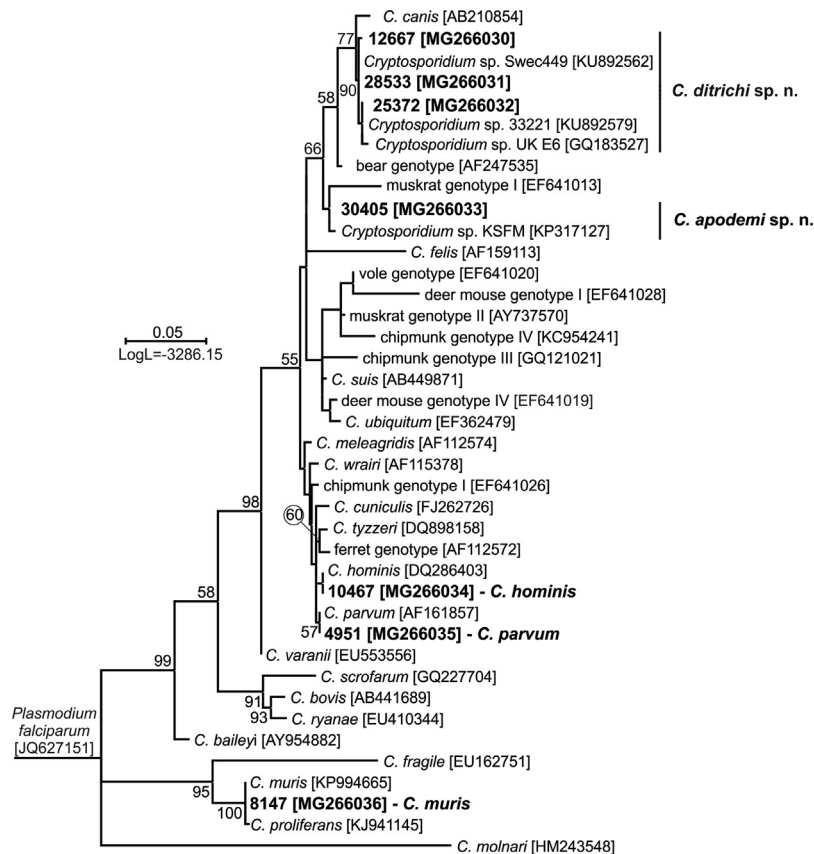 C. canis [AB210854]
77
12667 [MG266030]
Cryptosporidium sp. Swec449 [KU892562]
28533 [MG266031]
90
25372 [MG266032]
C. ditrichi sp. n.
58
Cryptosporidium sp. 33221 [KU892579]
Cryptosporidium sp. UK E6 [GQ183527]
66
bear genotype [AF247535]
muskrat genotype I [EF641013]
30405 [MG266033]
C. apodemi sp. n.
Cryptosporidium sp. KSFM [KP317127]
C. felis [AF159113]
vole genotype [EF641020]
deer mouse genotype I [EF641028]
muskrat genotype II [AY737570]
0.05
LogL=-3286.15
chipmunk genotype IV [KC954241]
55
chipmunk genotype III [GQ121021]
C. suis [AB449871]
deer mouse genotype IV [EF641019]
C. ubiquitum [EF362479]
C. meleagridis [AF112574]
C. wrairi [AF115378]
chipmunk genotype I [EF641026]
98
60
C. cuniculis [FJ262726]
C. tyzzeri [DQ898158]
ferret genotype [AF112572]
C. hominis [DQ286403]
58
10467 [MG266034] - C. hominis
C. parvum [AF161857]
57
4951 [MG266035] - C. parvum
C. varanii [EU553556]
99
C. scrofarum [GQ227704]
91
C. bovis [AB441689]
93
C. ryanae [EU410344]
Plasmodium
falciparum
[JQ627151]
C. baileyi [AY954882]
C. fragile [EU162751]
95
C. muris [KP994665]
8147 [MG266036] - C. muris
100
C. proliferans [KJ941145]
C. molnari [HM243548]